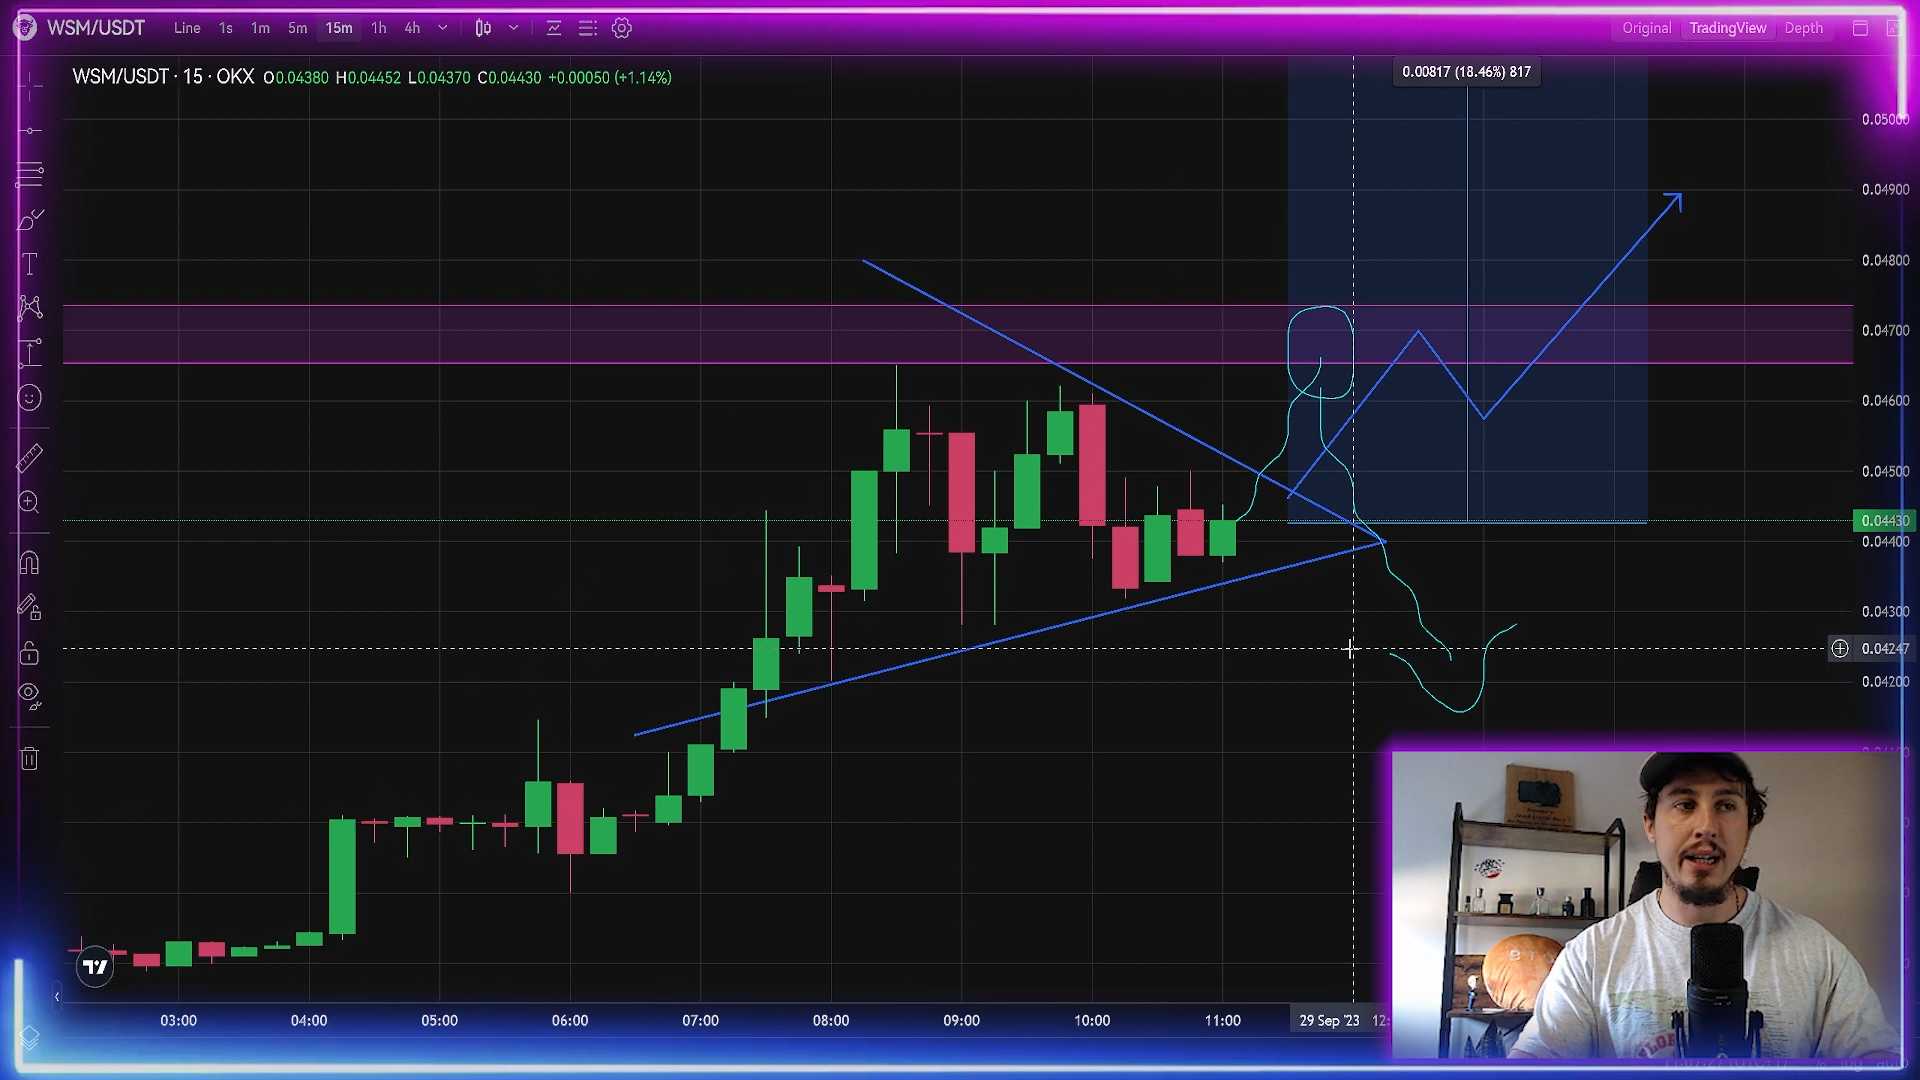 WSM/USDT Line 1s 1m 5m 15m 1h 4h Original TradingView Depth
WSM/USDT · 15 · OKX O0.04380 H0.04452 L0.04370 C0.04430 +0.00050 (+1.14%)
0.00817 (18.46%) 817
0.05000
0.04900
0.04800
0.04700
0.04600
0.04500
0.04430
0.04400
0.04300
0.04247
0.04200
03:00 04:00 05:00 06:00 07:00 08:00 09:00 10:00 11:00 29 Sep '23 12: